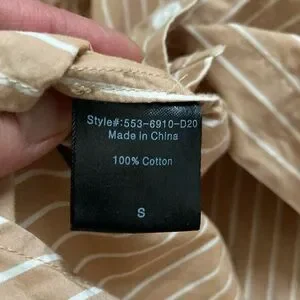 Style#:553-6910-D20
Made in China
100% Cotton
S